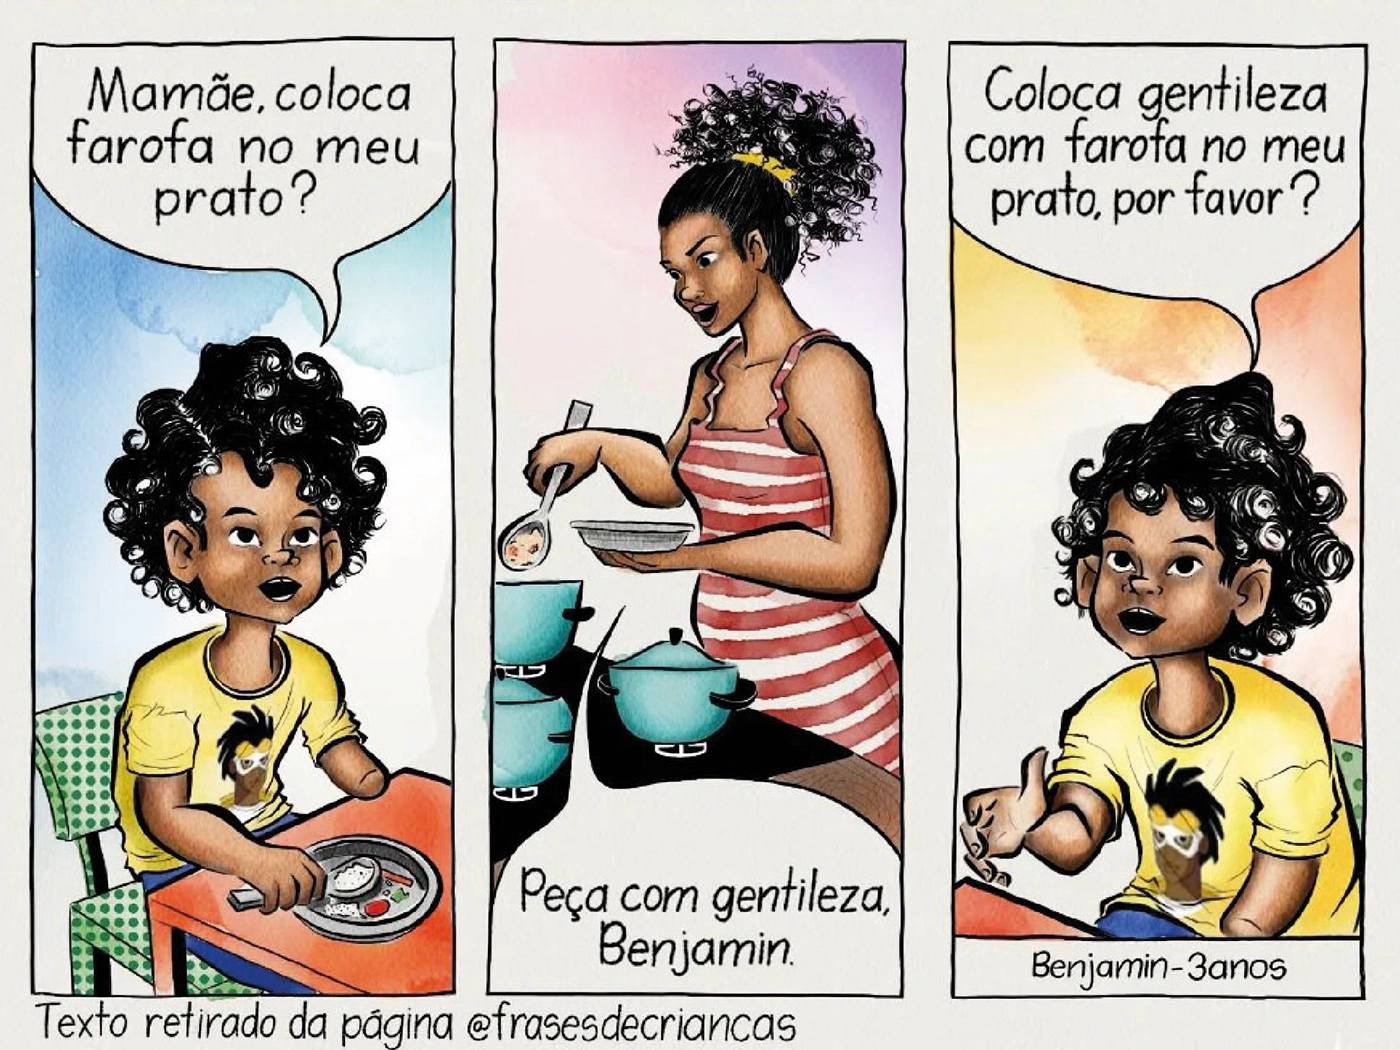 Mamãe, coloca
farofa no meu
prato?
Peça com gentileza,
Benjamin.
Coloca gentileza
com farofa no meu
prato, por favor?
Benjamin-3anos
Texto retirado da página @frasesdecriancas